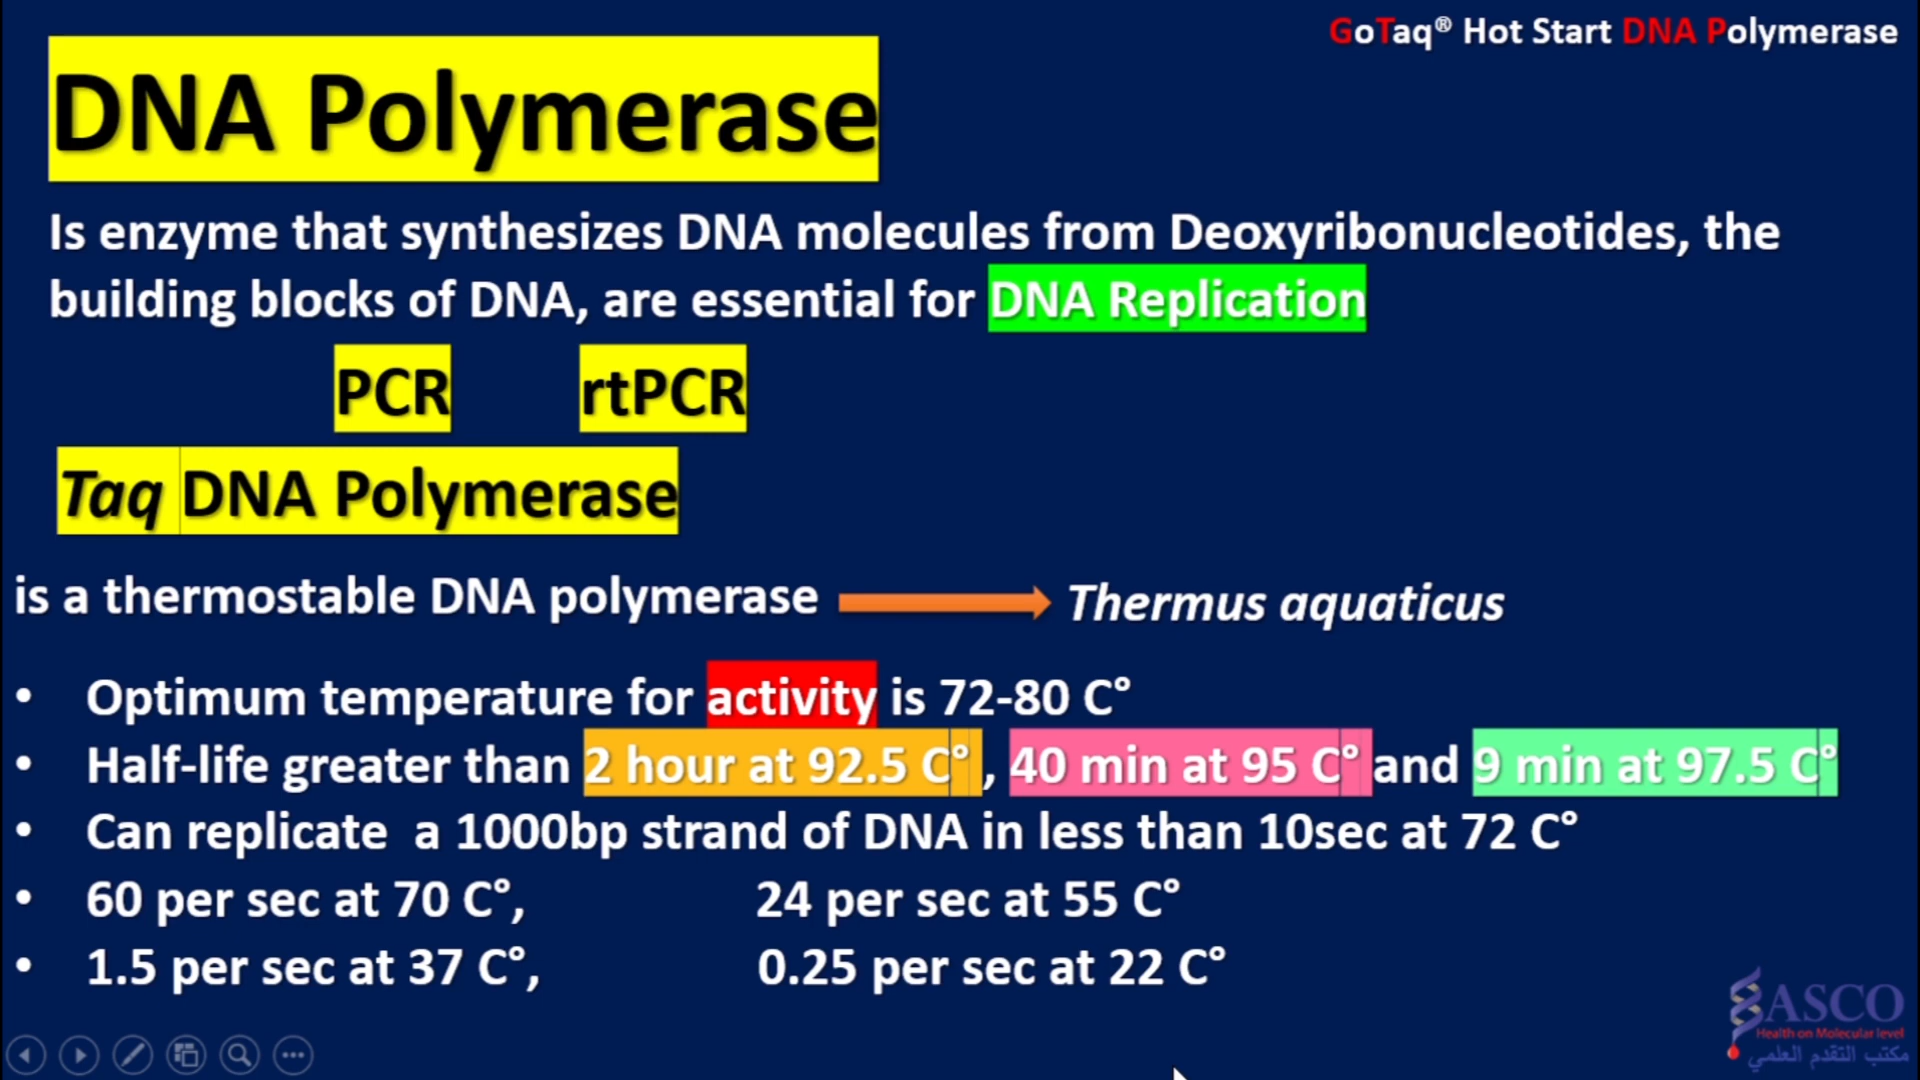 GoTaq® Hot Start DNA Polymerase
DNA Polymerase
Is enzyme that synthesizes DNA molecules from Deoxyribonucleotides, the
building blocks of DNA, are essential for DNA Replication
PCR rtPCR
Taq DNA Polymerase
is a thermostable DNA polymerase Thermus aquaticus
• Optimum temperature for activity is 72-80 C°
• Half-life greater than 2 hour at 92.5 C° , 40 min at 95 C° and 9 min at 97.5 C°
• Can replicate a 1000bp strand of DNA in less than 10sec at 72 C°
• 60 per sec at 70 C°, 24 per sec at 55 C°
• 1.5 per sec at 37 C°, 0.25 per sec at 22 C°
ASCO
Health on Molecular level
مكتب التقدم العلمي